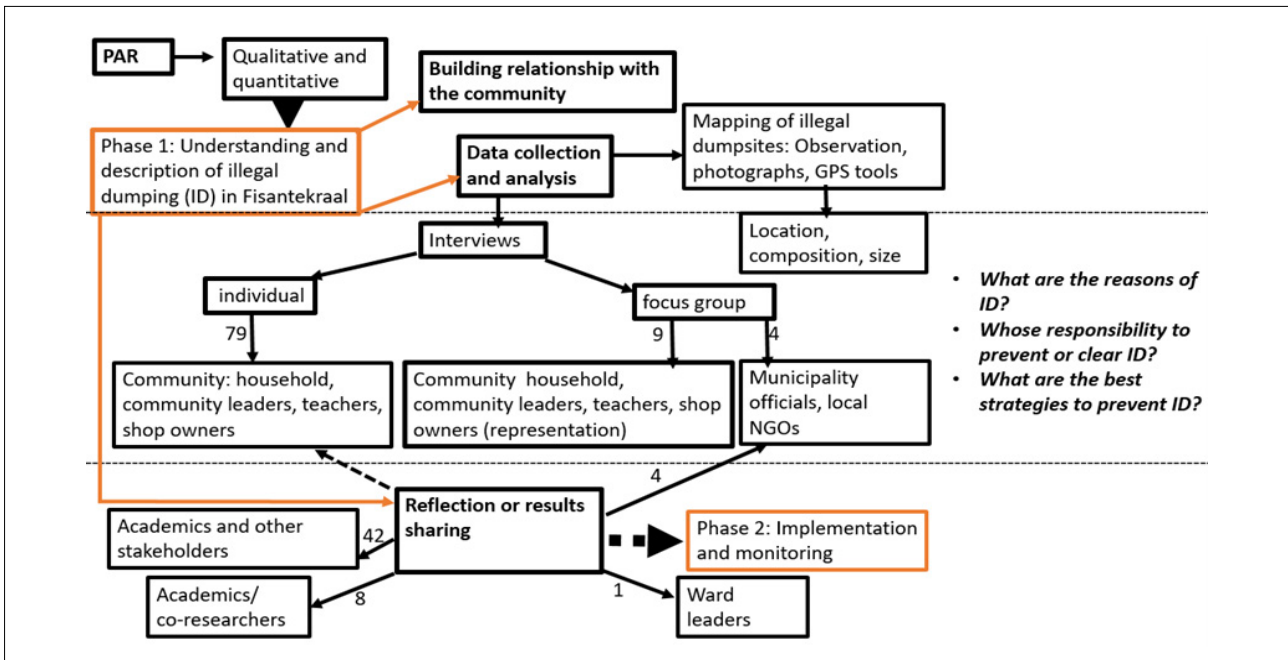 PAR
Qualitative and
quantitative
Building relationship with
the community
Phase 1: Understanding and
description of illegal
dumping (ID) in Fisantekraal
Data collection
and analysis
Mapping of illegal
dumpsites: Observation,
photographs, GPS tools
Interviews
Location,
composition, size
individual
focus group
• What are the reasons of
ID?
• Whose responsibility to
prevent or clear ID?
• What are the best
strategies to prevent ID?
79
9
4
Community: household,
community leaders, teachers,
shop owners
Community household,
community leaders, teachers, shop
owners (representation)
Municipality
officials, local
NGOs
4
Reflection or results
sharing
Academics and other
stakeholders
42
Phase 2: Implementation
and monitoring
Academics/
co-researchers
8
1
Ward
leaders